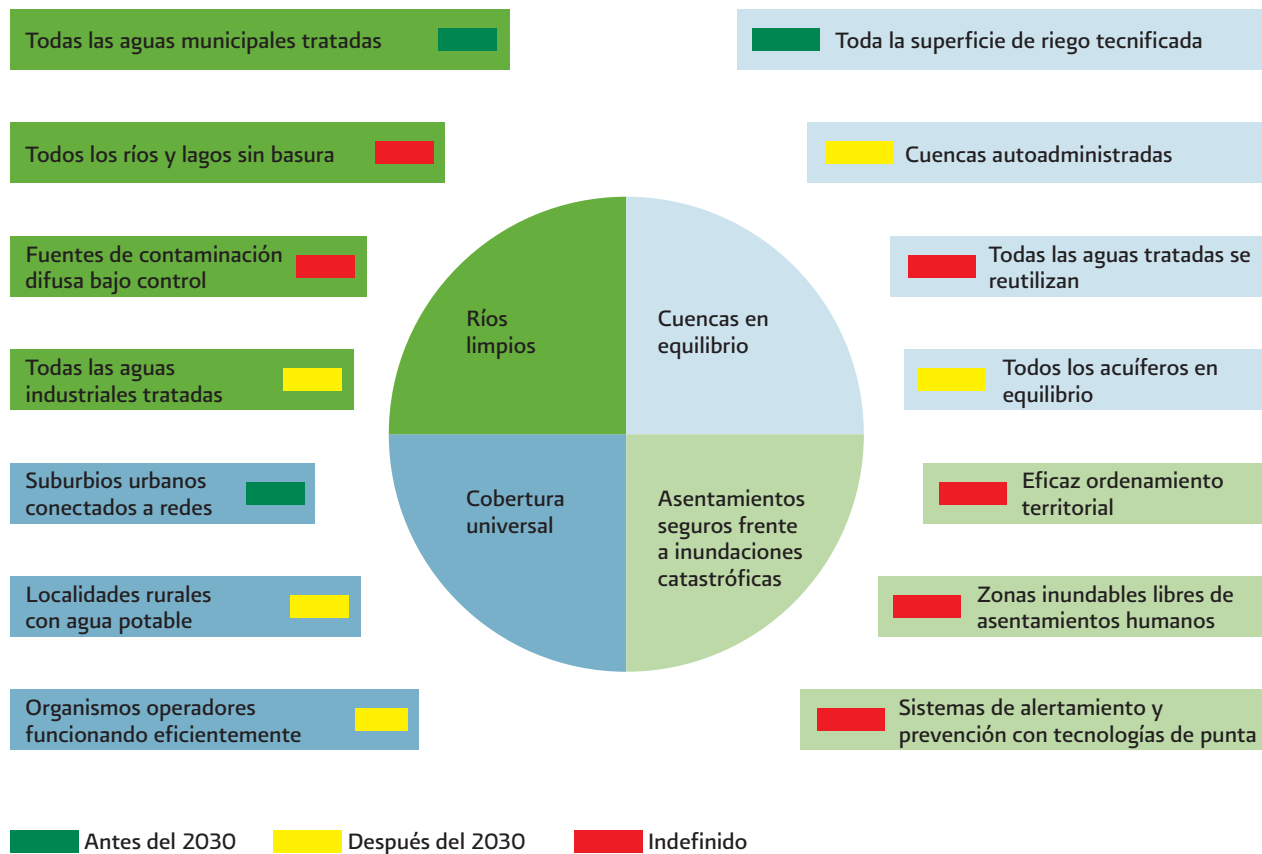 Todas las aguas municipales tratadas
Todos los ríos y lagos sin basura
Fuentes de contaminación
difusa bajo control
Todas las aguas
industriales tratadas
Suburbios urbanos
conectados a redes
Localidades rurales
con agua potable
Organismos operadores
funcionando eficientemente
Ríos
limpios
Cuencas en
equilibrio
Cobertura
universal
Asentamientos
seguros frente
a inundaciones
catastróficas
Toda la superficie de riego tecnificada
Cuencas autoadministradas
Todas las aguas tratadas se
reutilizan
Todos los acuíferos en
equilibrio
Eficaz ordenamiento
territorial
Zonas inundables libres de
asentamientos humanos
Sistemas de alertamiento y
prevención con tecnologías de punta
Antes del 2030
Después del 2030
Indefinido